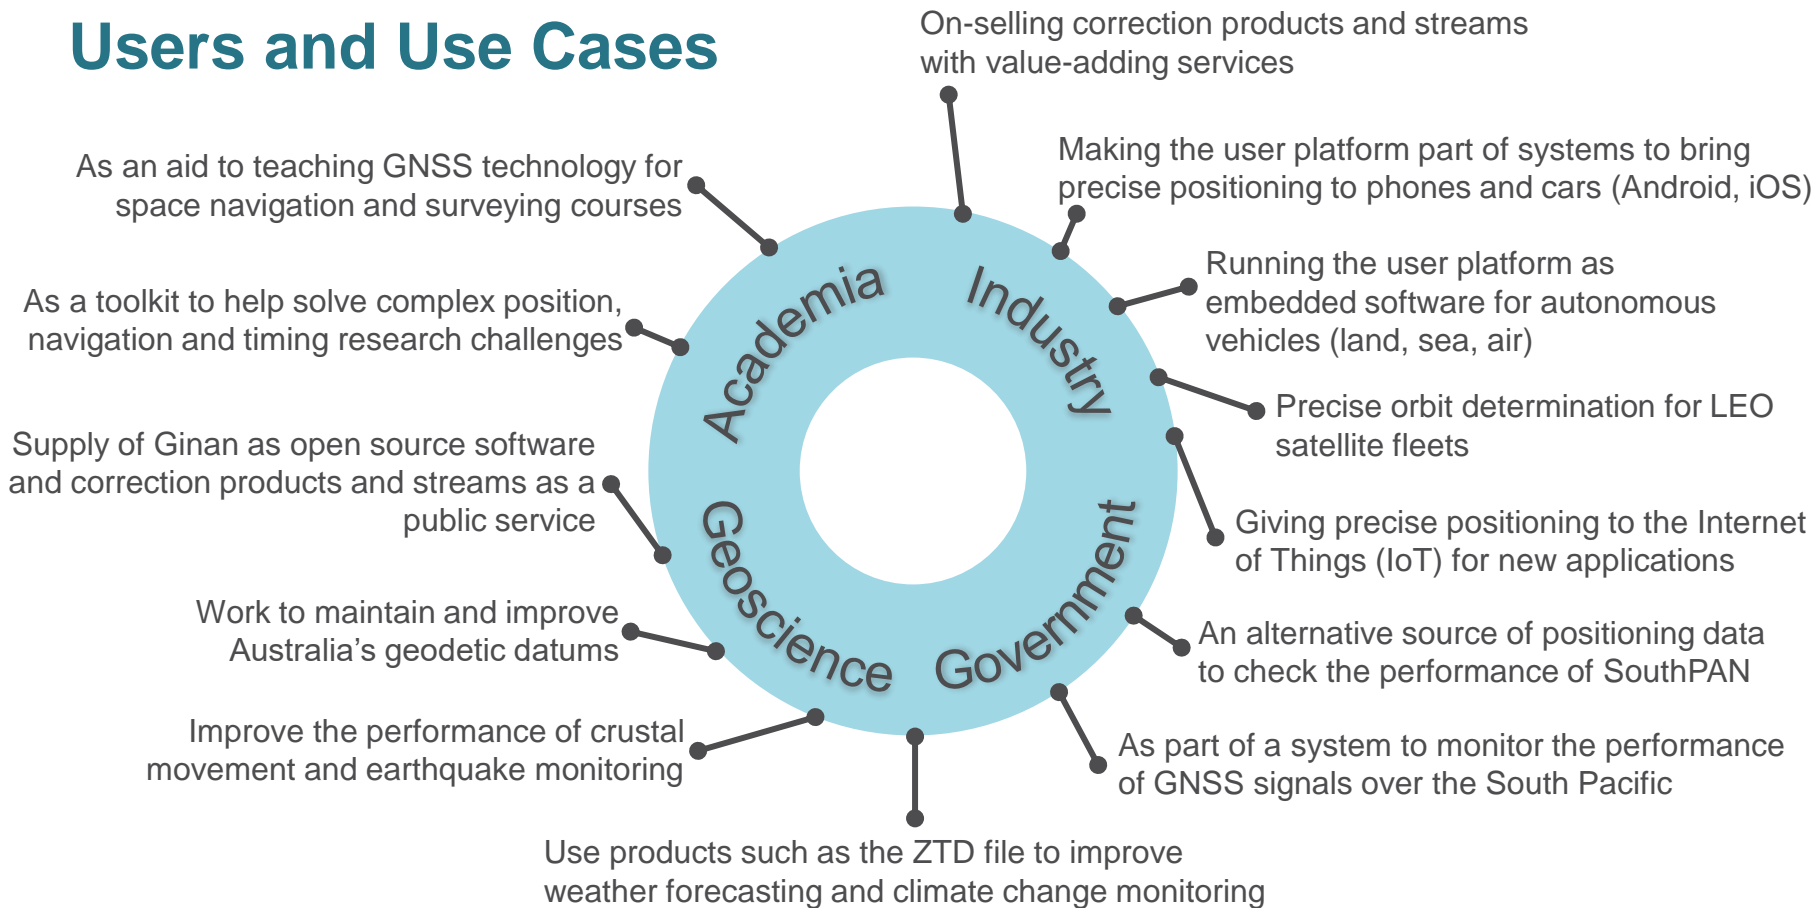 Users and Use Cases
On-selling correction products and streams
with value-adding services
Making the user platform part of systems to bring
precise positioning to phones and cars (Android, iOS)
Running the user platform as
embedded software for autonomous
vehicles (land, sea, air)
Precise orbit determination for LEO
satellite fleets
Giving precise positioning to the Internet
of Things (IoT) for new applications
An alternative source of positioning data
to check the performance of SouthPAN
As part of a system to monitor the performance
of GNSS signals over the South Pacific
Use products such as the ZTD file to improve
weather forecasting and climate change monitoring
Improve the performance of crustal
movement and earthquake monitoring
Work to maintain and improve
Australia's geodetic datums
Supply of Ginan as open source software
and correction products and streams as a
public service
As a toolkit to help solve complex position,
navigation and timing research challenges
As an aid to teaching GNSS technology for
space navigation and surveying courses
Academia
Industry
Government
Geoscience